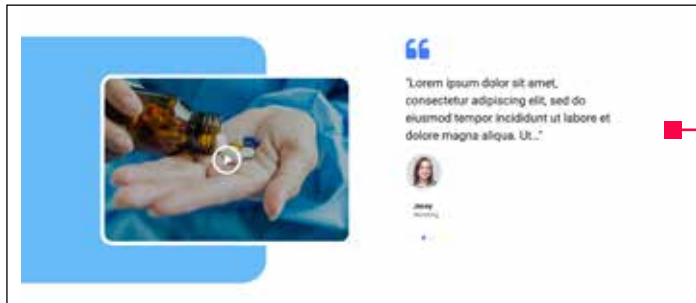 "Lorem ipsum dolor sit amet,
consectetur adipiscing elit, sed do
eiusmod tempor incididunt ut labore et
dolore magna aliqua. Ut..."